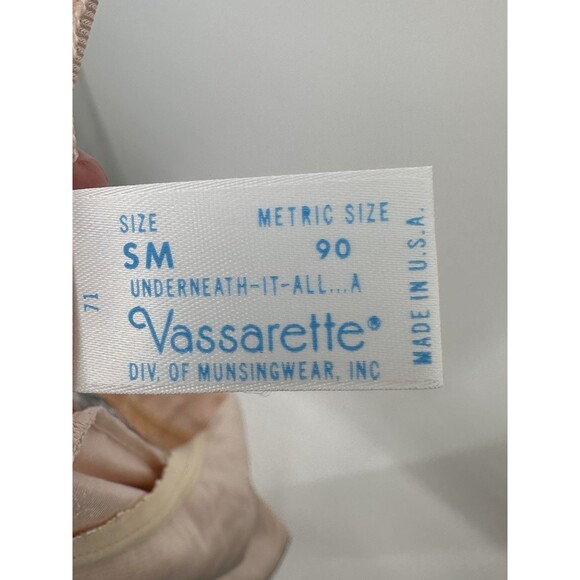 SIZE METRIC SIZE
SM 90
UNDERNEATH-IT-ALL...A
Vassarette®
DIV. OF MUNSINGWEAR, INC
MADE IN U.S.A.
71